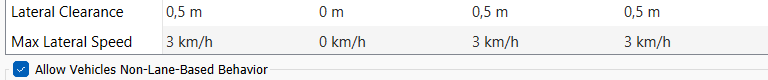 Lateral Clearance 0,5 m 0 m 0,5 m 0,5 m
Max Lateral Speed 3 km/h 0 km/h 3 km/h 3 km/h
Allow Vehicles Non-Lane-Based Behavior